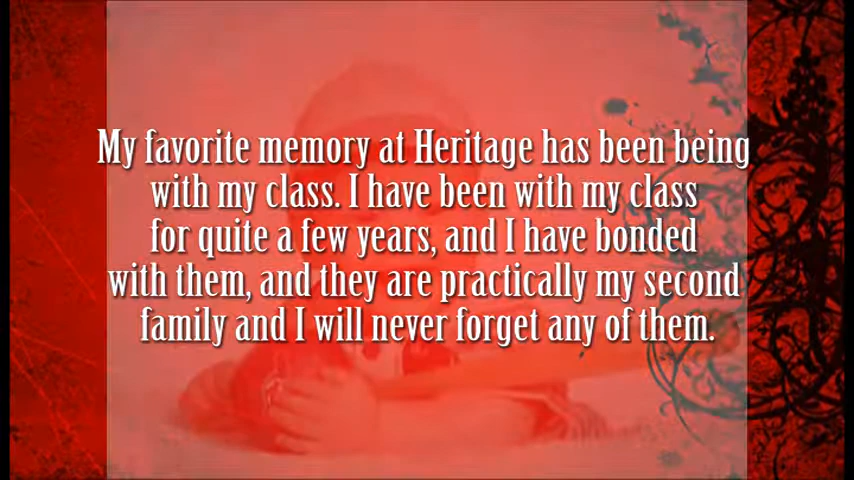 My favorite memory at Heritage has been being
with my class. I have been with my class
for quite a few years, and I have bonded
with them, and they are practically my second
family and I will never forget any of them.